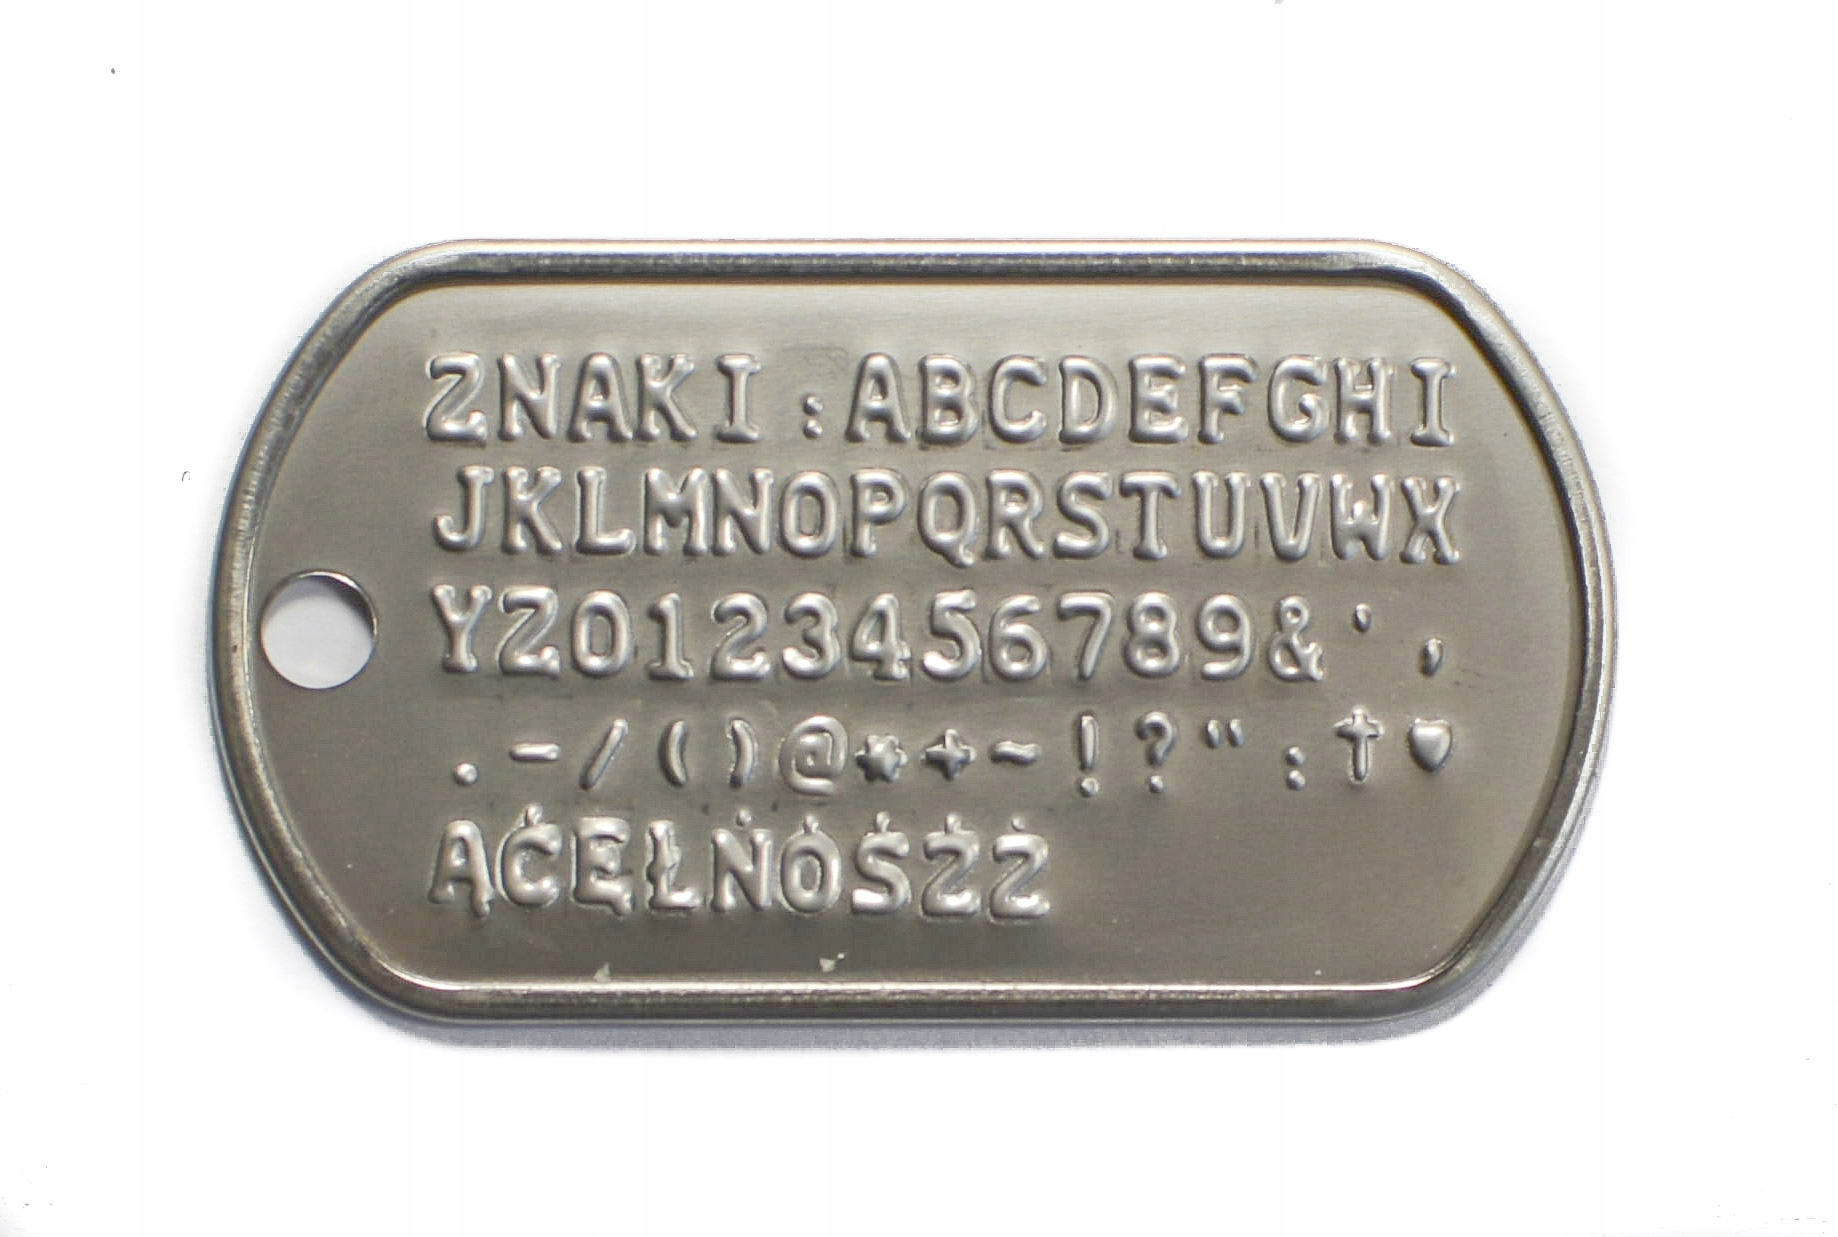 ZNAKI:ABCDEFGHI
JKLMNOPQRSTUVWX
YZ0123456789&',
.-/()@*+~!?":✝♥
ĄĆĘŁŃÓŚŹŻ